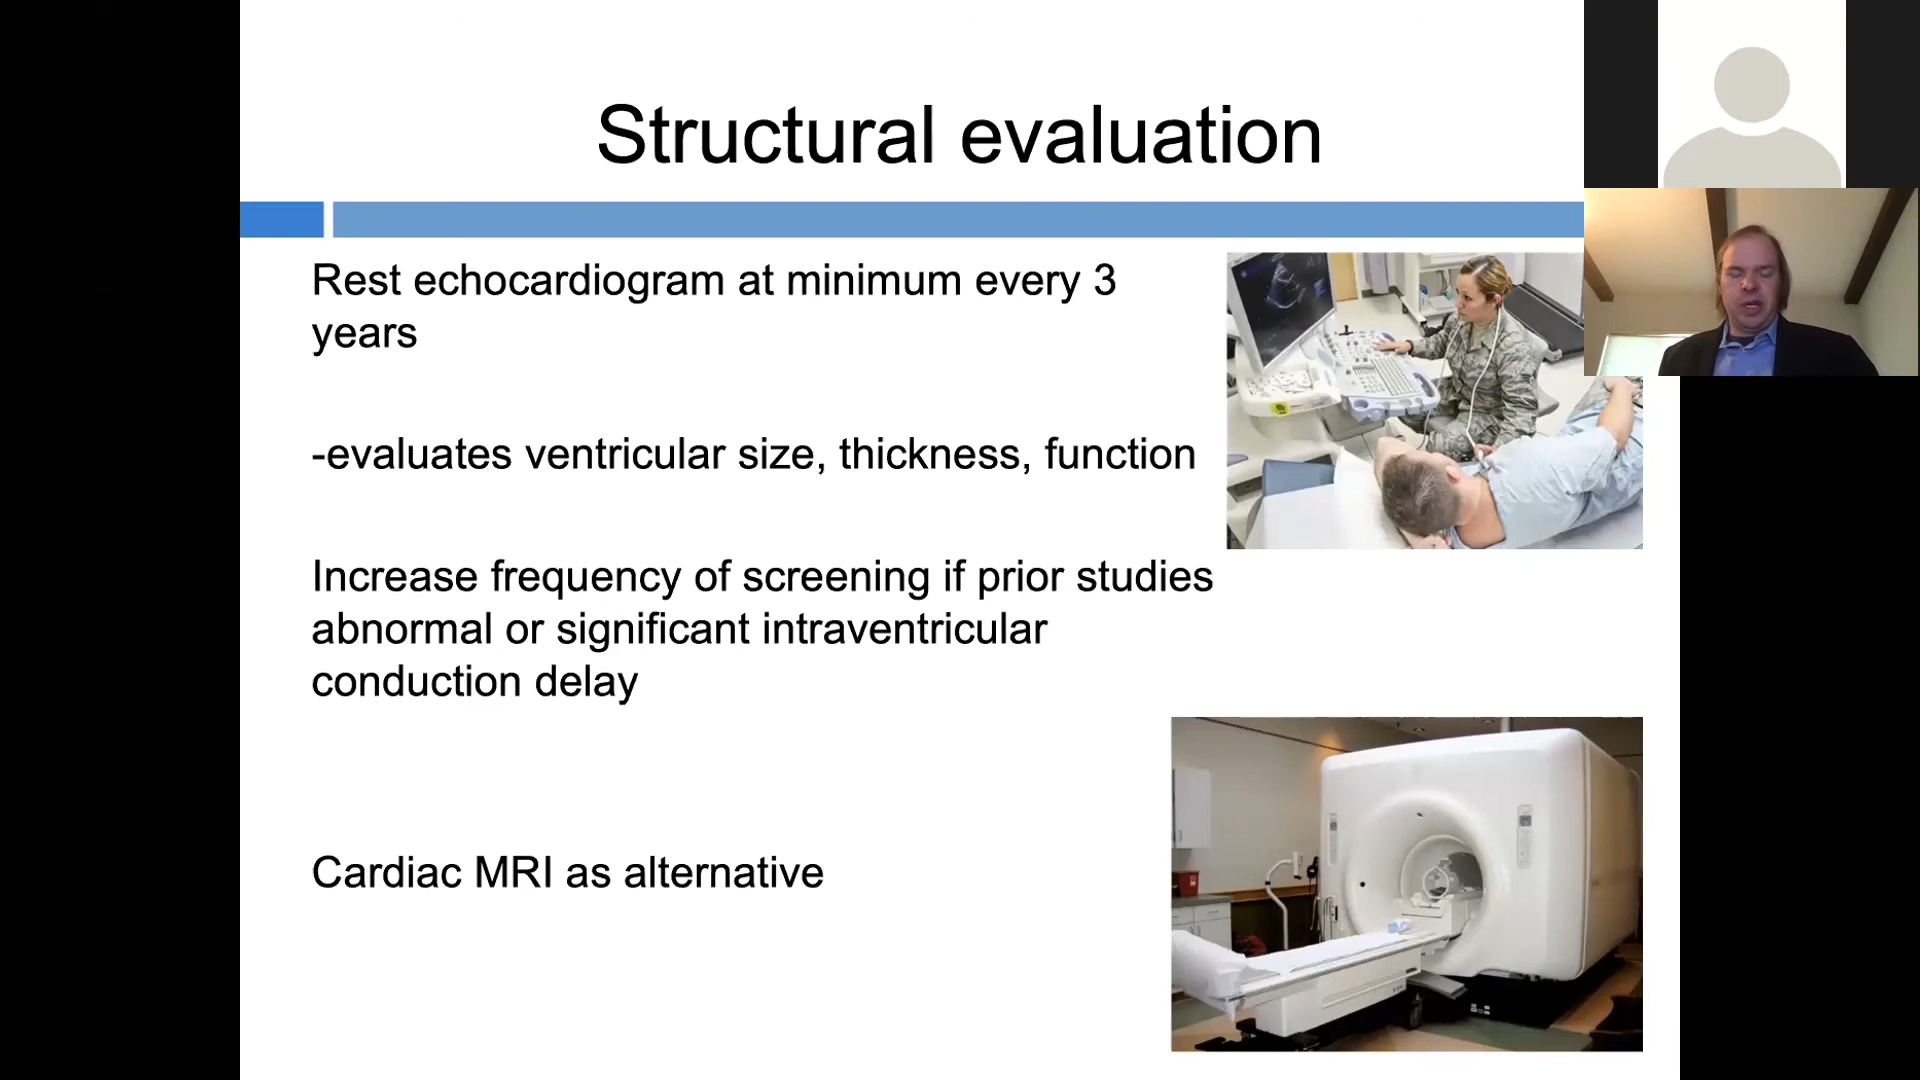 Structural evaluation
Rest echocardiogram at minimum every 3
years
-evaluates ventricular size, thickness, function
Increase frequency of screening if prior studies
abnormal or significant intraventricular
conduction delay
Cardiac MRI as alternative